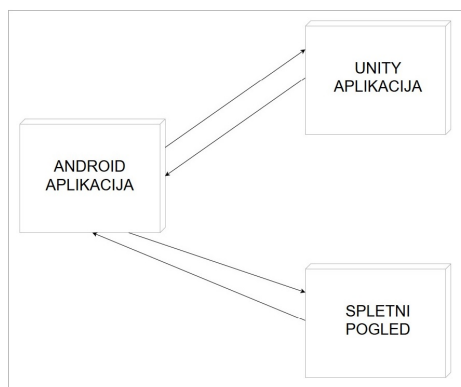 UNITY
APLIKACIJA
ANDROID
APLIKACIJA
SPLETNI
POGLED